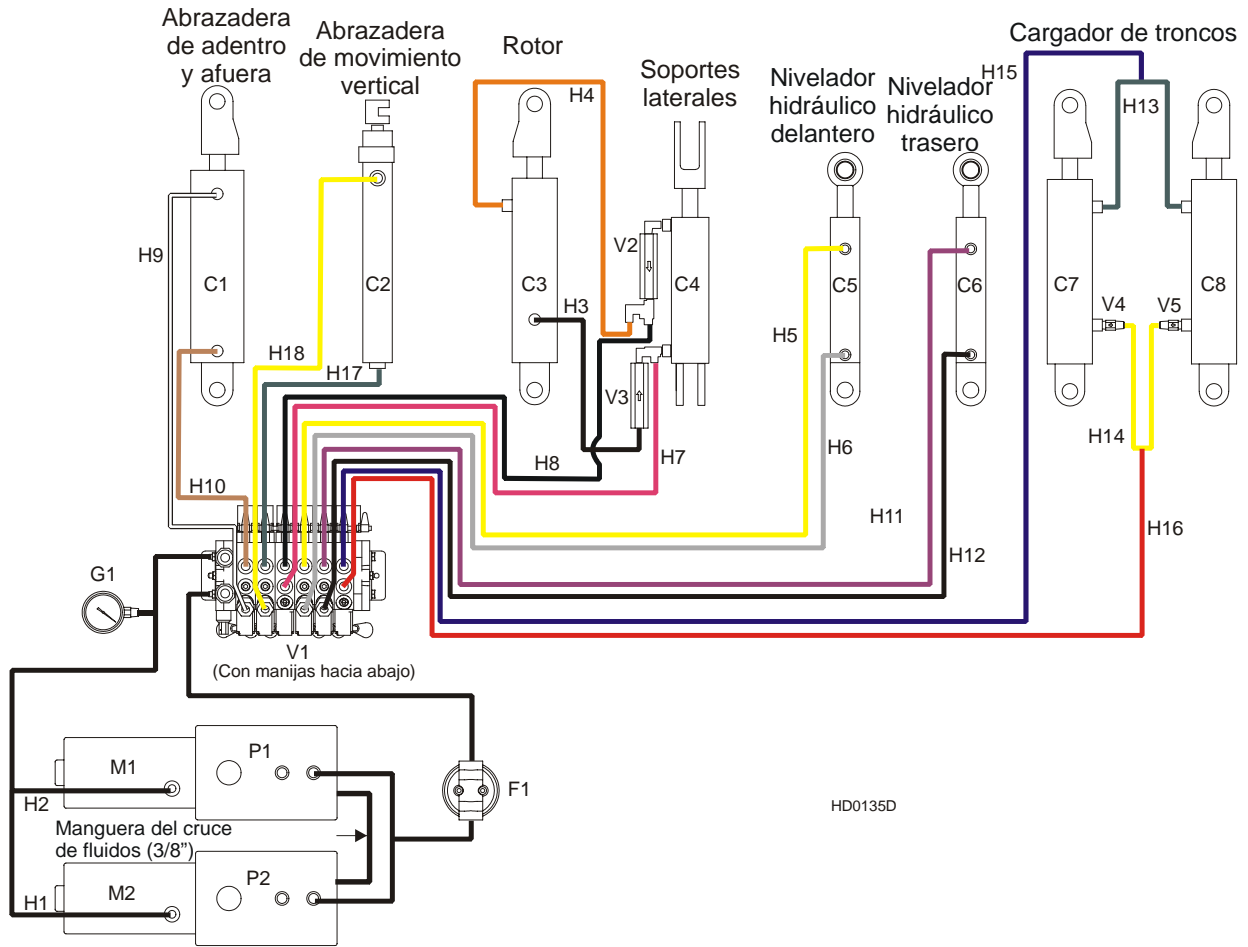 Abrazadera
de adentro
y afuera
Abrazadera
de movimiento
vertical
Rotor
Soportes
laterales
Nivelador
hidráulico
delantero
Nivelador
hidráulico
trasero
Cargador de troncos
H15
H4
H13
H9
V2
C1
C2
C3
C4
C5
C6
C7
C8
V4
V5
H3
H5
H18
H17
V3
H14
H6
H8
H7
H10
H11
H12
H16
G1
V1
(Con manijas hacia abajo)
P1
M1
F1
H2
HD0135D
Manguera del cruce
de fluidos (3/8”)
P2
M2
H1